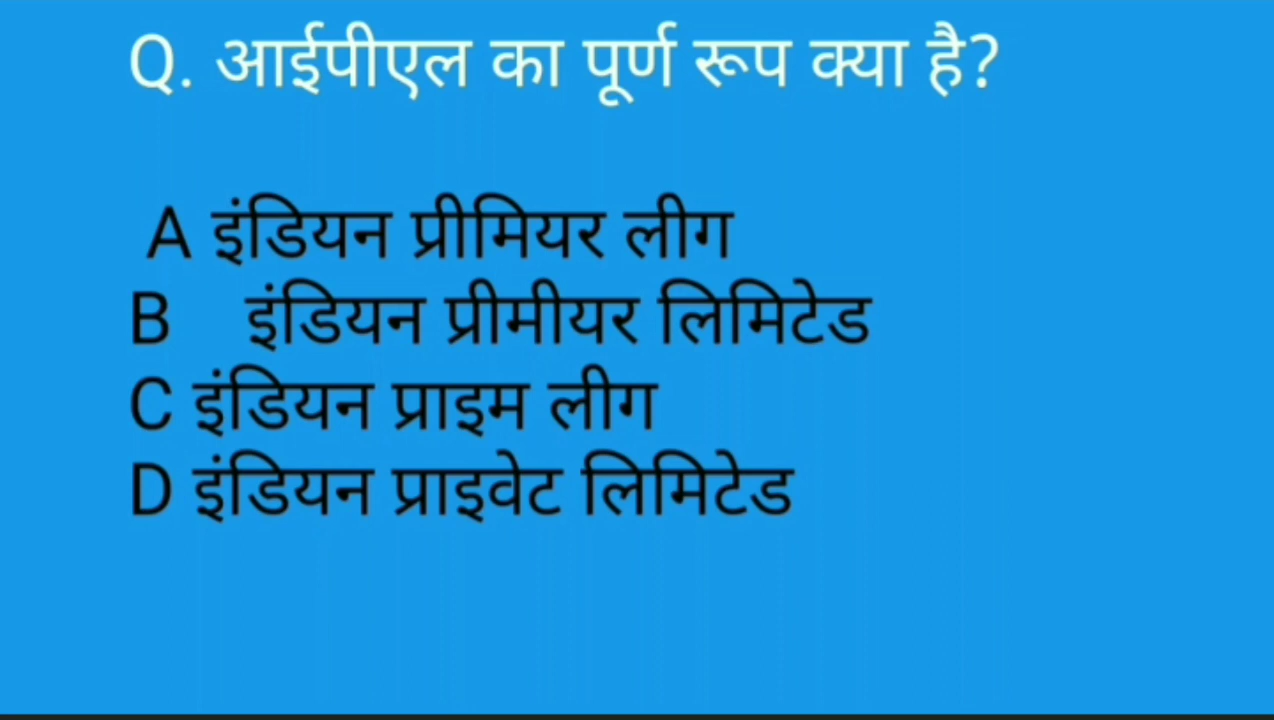 Q. आईपीएल का पूर्ण रूप क्या है?
A इंडियन प्रीमियर लीग
B इंडियन प्रीमीयर लिमिटेड
C इंडियन प्राइम लीग
D इंडियन प्राइवेट लिमिटेड